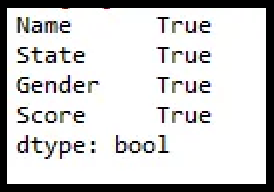 Name True
State True
Gender True
Score True
dtype: bool